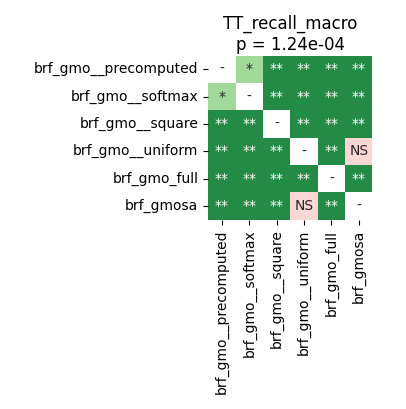 TT_recall_macro
p = 1.24e-04
brf_gmo__precomputed - * ** ** ** **
brf_gmo__softmax * - ** ** ** **
brf_gmo__square ** ** - ** ** **
brf_gmo__uniform ** ** ** - ** NS
brf_gmo_full ** ** ** ** - **
brf_gmosa ** ** ** NS ** -
brf_gmo__precomputed
brf_gmo__softmax
brf_gmo__square
brf_gmo__uniform
brf_gmo_full
brf_gmosa